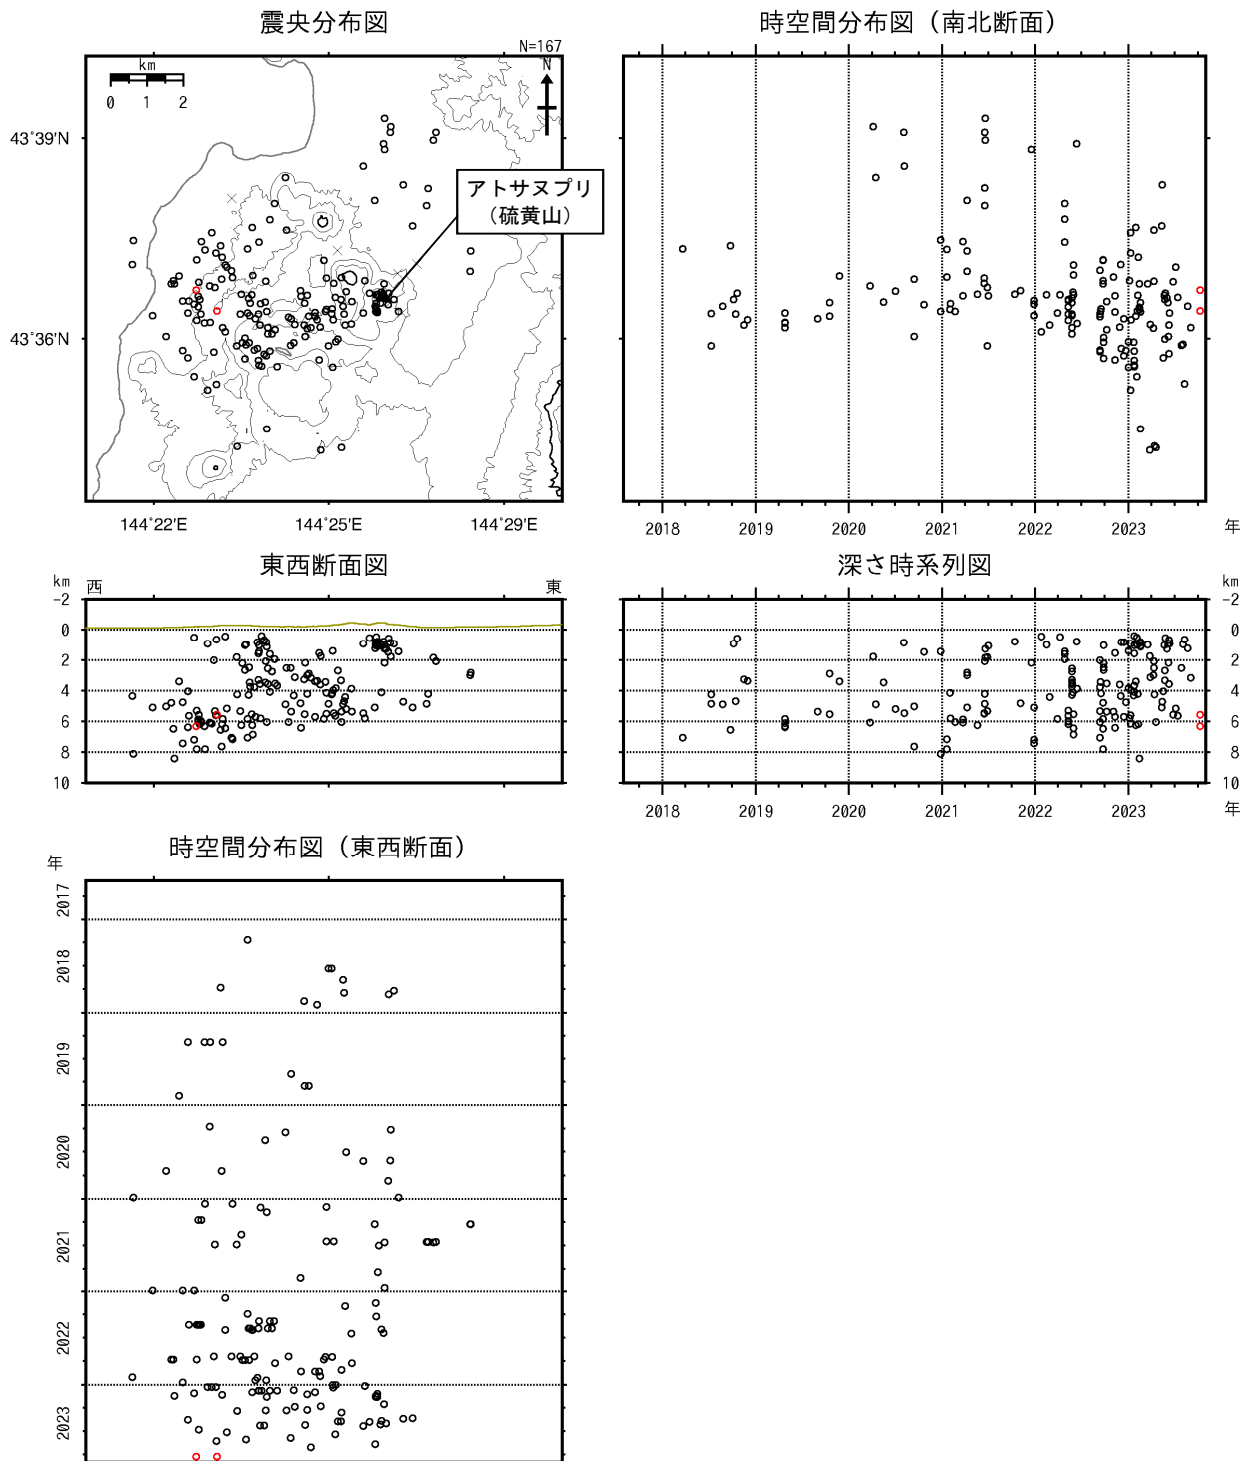 震央分布図
N=167
km
0 1 2
N
43°39'N
43°36'N
アトサヌプリ
（硫黄山）
144°22'E 144°25'E 144°29'E
時空間分布図（南北断面）
2018 2019 2020 2021 2022 2023 年
東西断面図
km
西 東
-2
0
2
4
6
8
10
深さ時系列図
km
-2
0
2
4
6
8
10
2018 2019 2020 2021 2022 2023 年
時空間分布図（東西断面）
年
2017
2018
2019
2020
2021
2022
2023